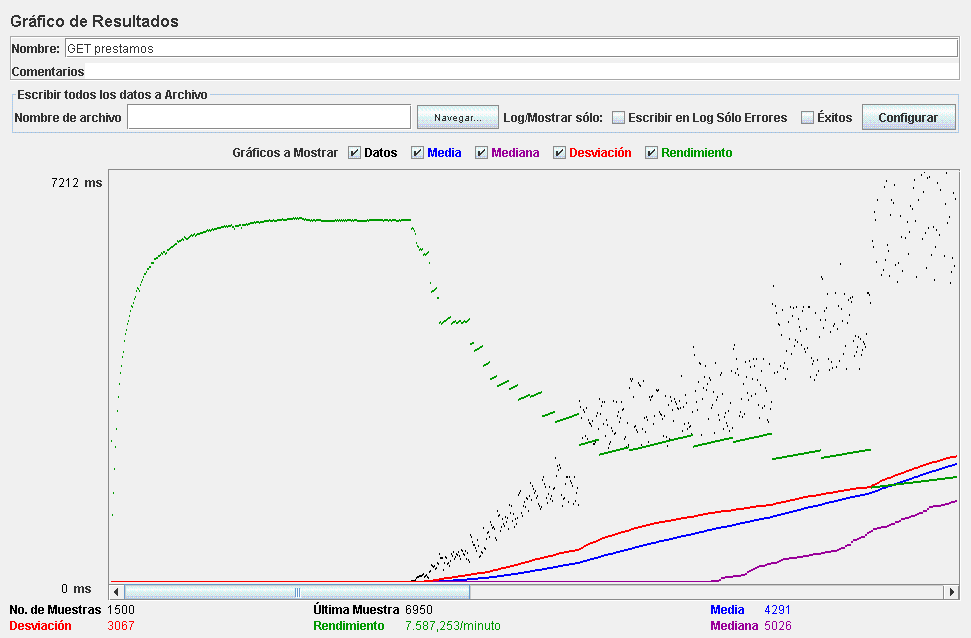 Gráfico de Resultados
Nombre: GET prestamos
Comentarios
Escribir todos los datos a Archivo
Nombre de archivo Navegar... Log/Mostrar sólo: Escribir en Log Sólo Errores Éxitos Configurar
Gráficos a Mostrar Datos Media Mediana Desviación Rendimiento
7212 ms
0 ms
No. de Muestras 1500 Última Muestra 6950 Media 4291
Desviación 3067 Rendimiento 7.587,253/minuto Mediana 5026